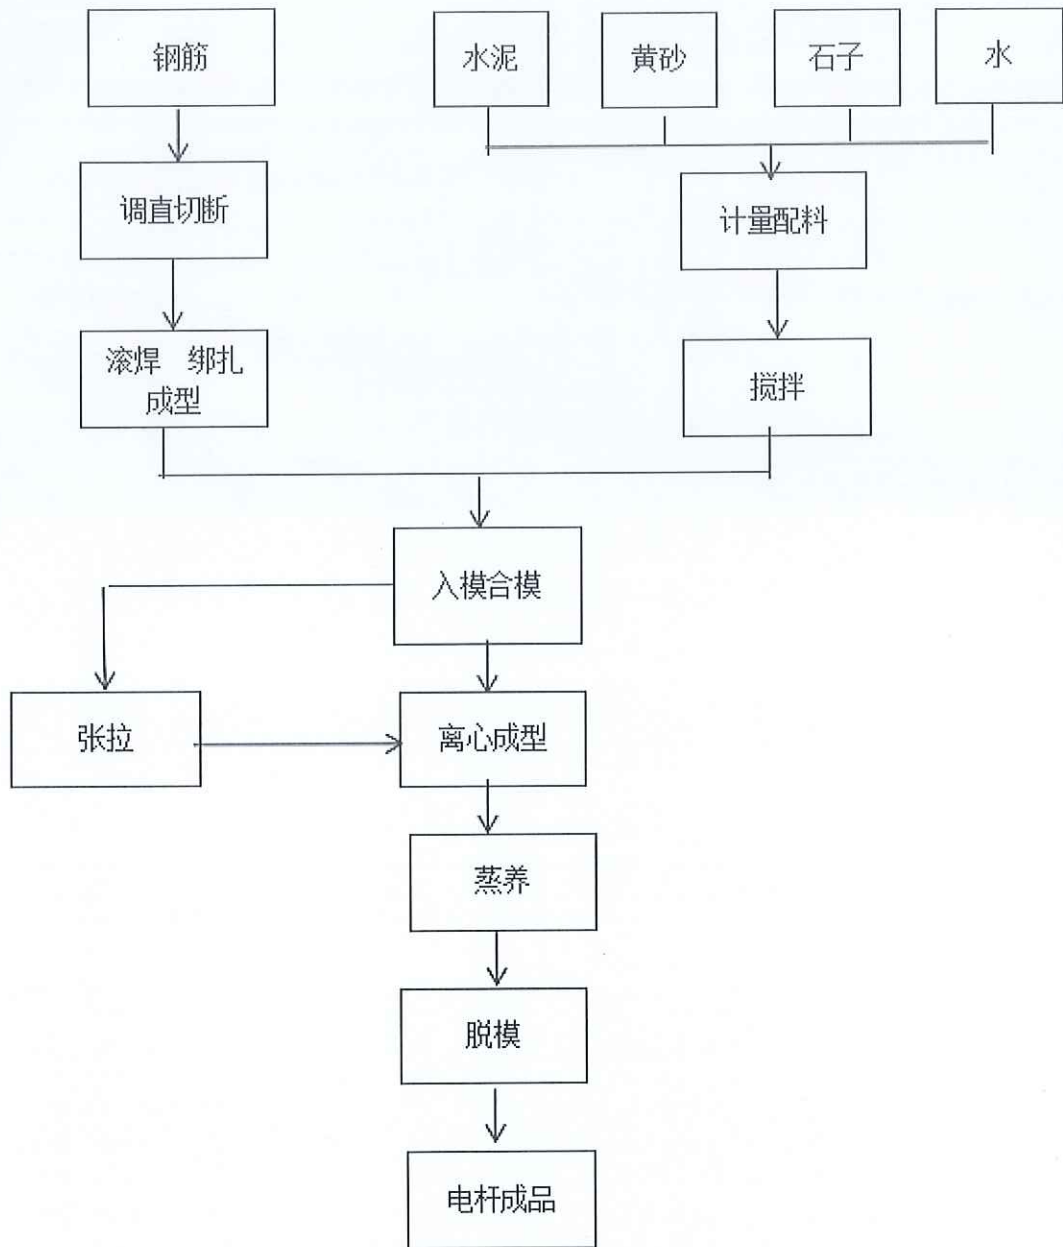 钢筋
水泥
黄砂
石子
水
调直切断
计量配料
滚焊 绑扎
成型
搅拌
入模合模
张拉
离心成型
蒸养
脱模
电杆成品